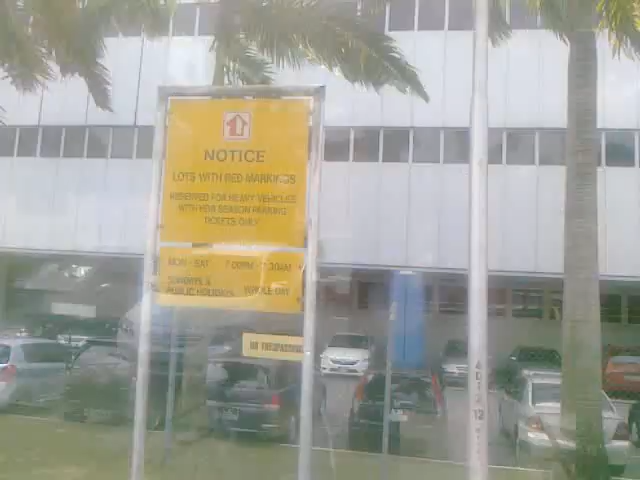 NOTICE
LOTS WITH RED MARKINGS
RESERVED FOR HEAVY VEHICLES
WITH HDB SEASON PARKING
TICKETS ONLY
MON - SAT 7.00PM - 7.30AM
SUNDAYS &
PUBLIC HOLIDAYS WHOLE DAY
NO TRESPASSING